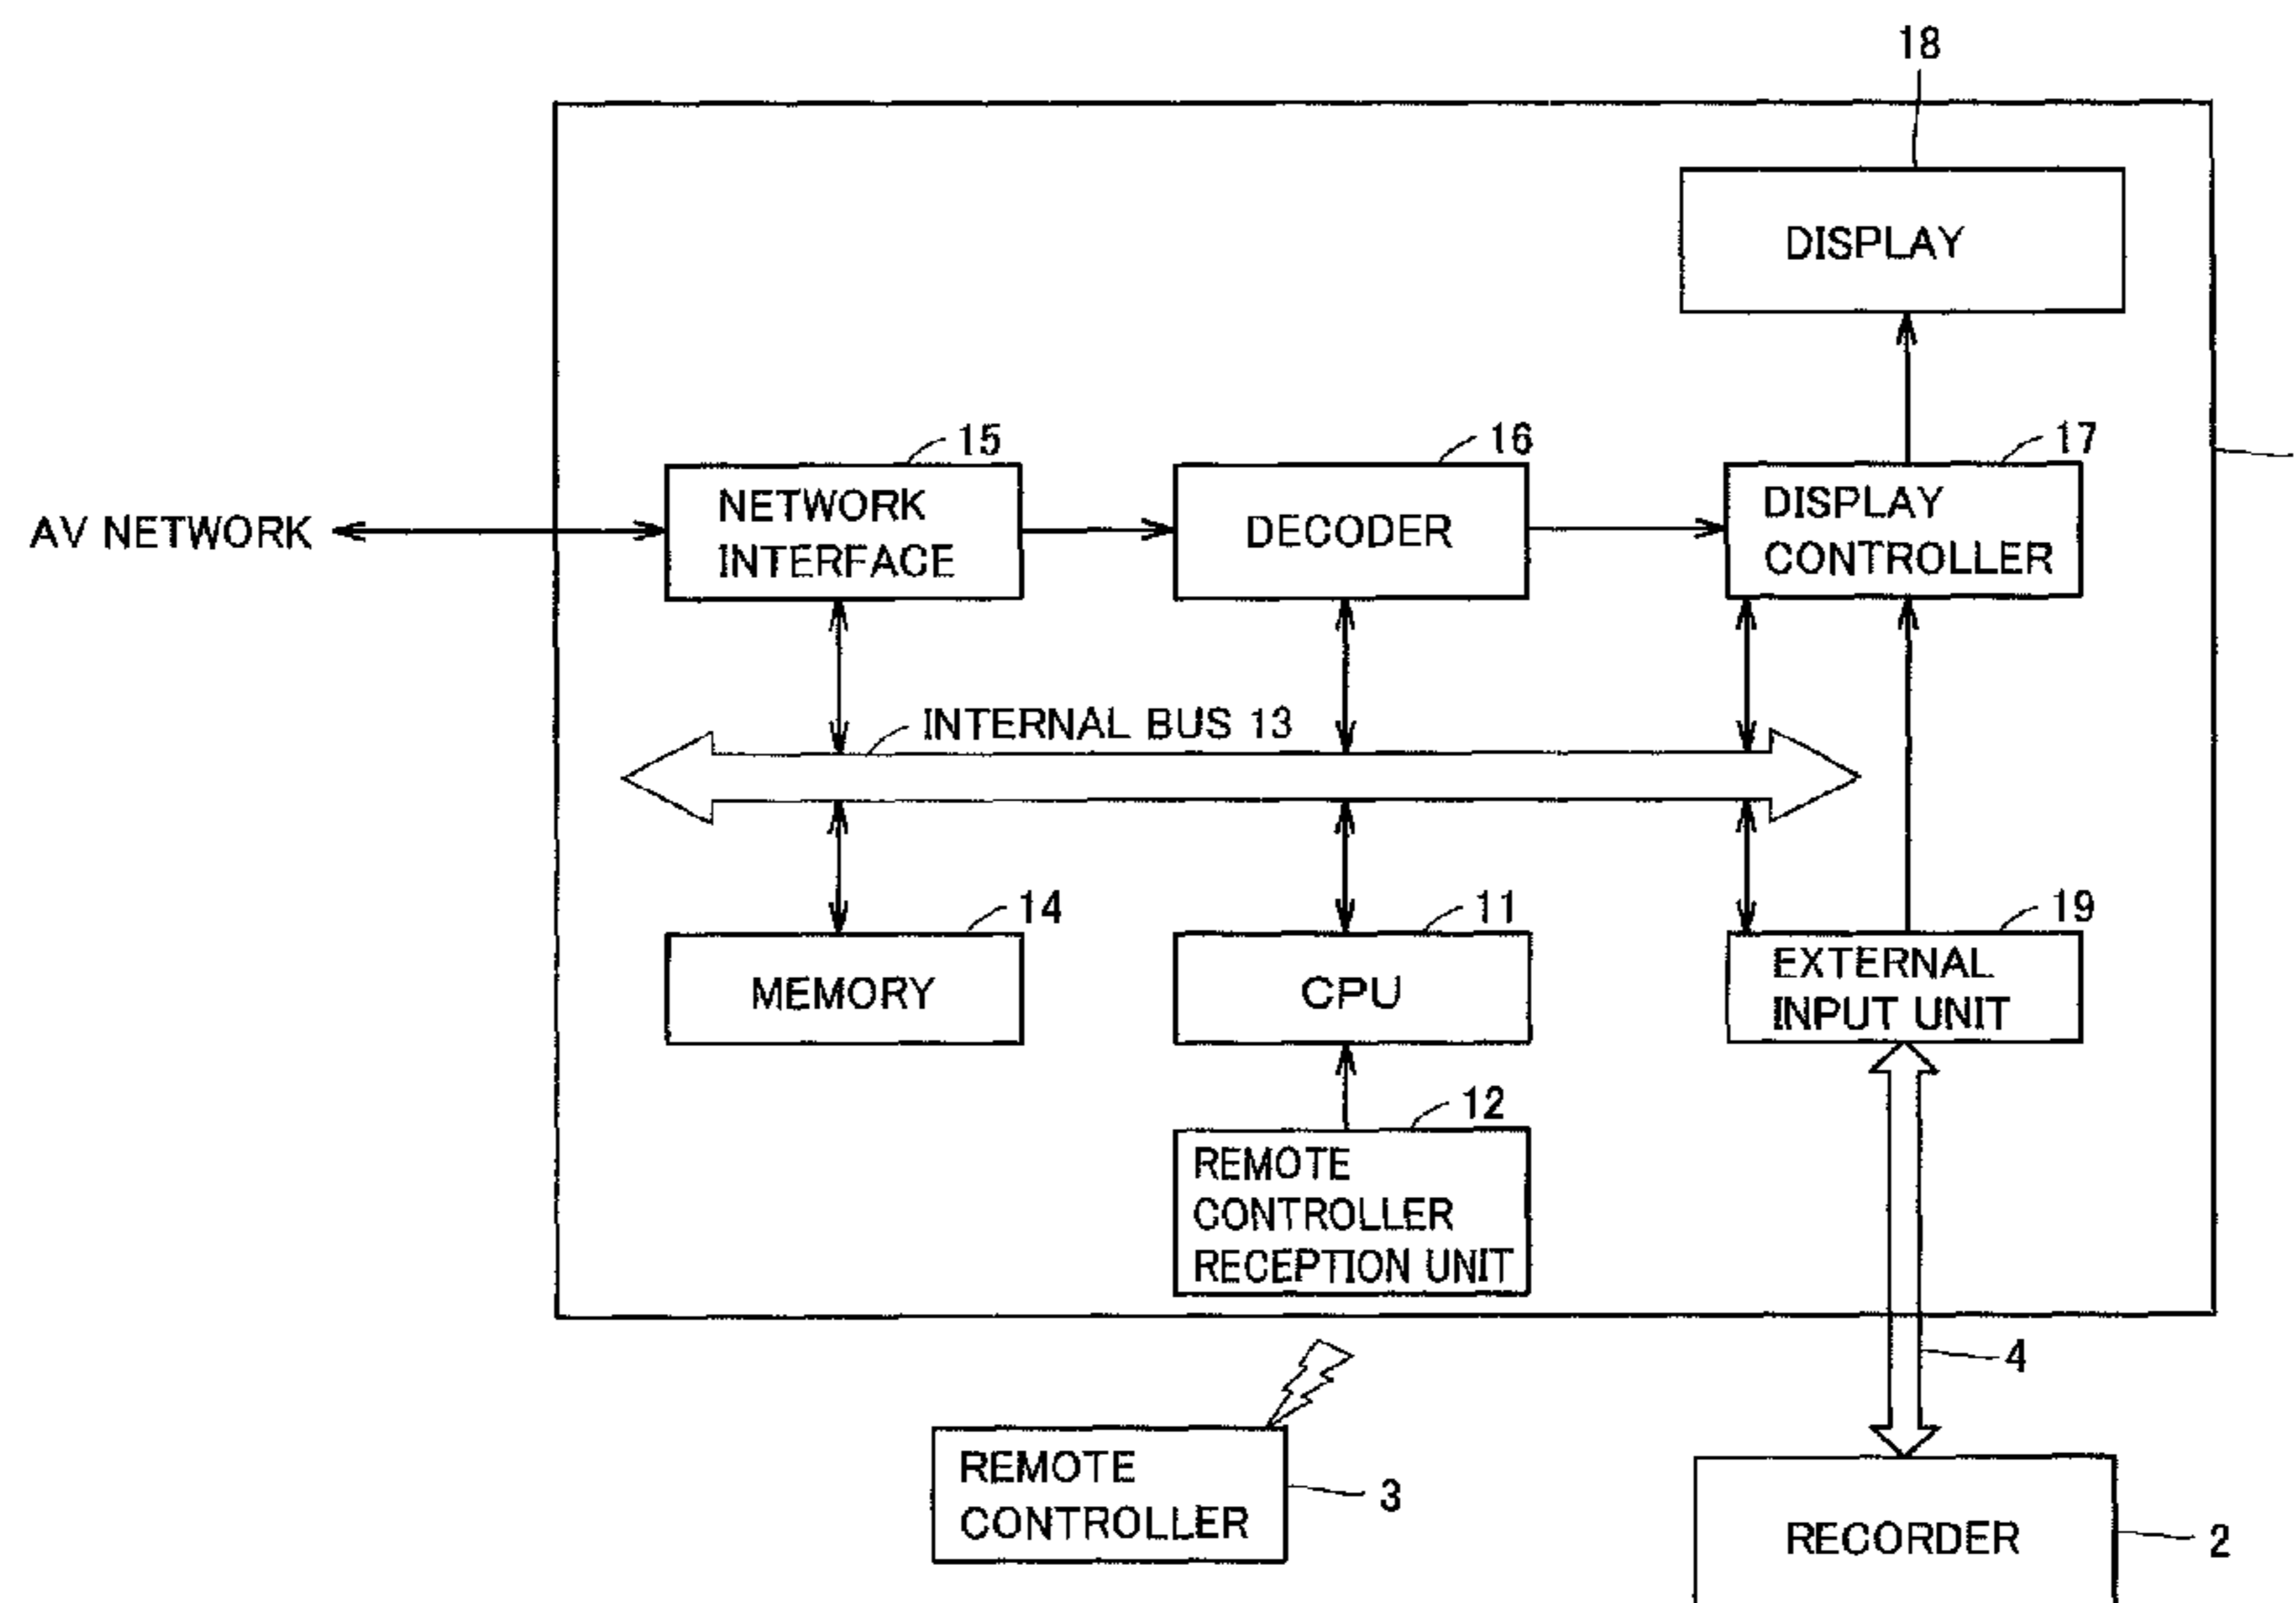 18
DISPLAY
15
16
17
NETWORK
INTERFACE
DECODER
DISPLAY
CONTROLLER
AV NETWORK
INTERNAL BUS 13
14
11
19
MEMORY
CPU
EXTERNAL
INPUT UNIT
12
REMOTE
CONTROLLER
RECEPTION UNIT
4
REMOTE
CONTROLLER
3
RECORDER
2